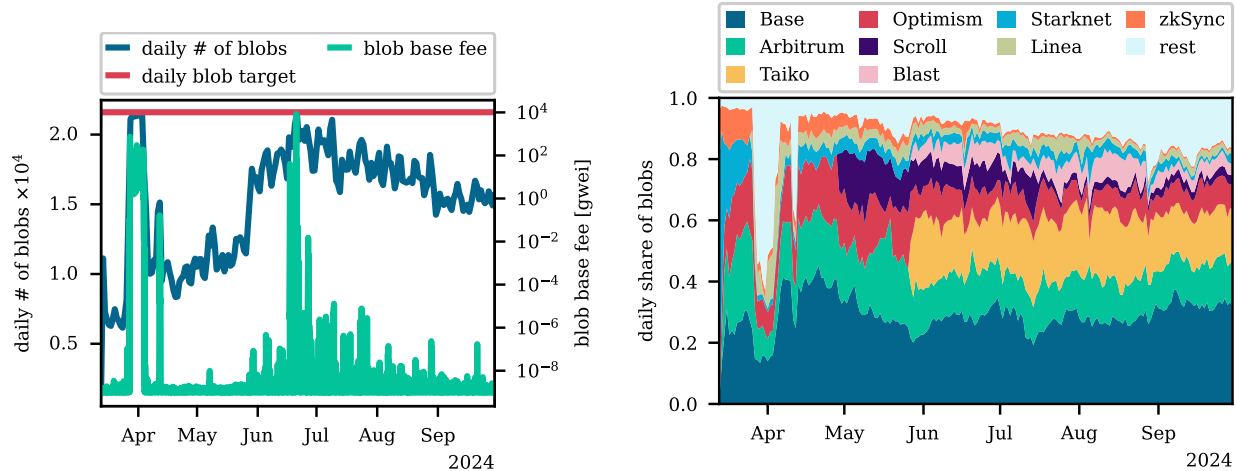 daily # of blobs
blob base fee
daily blob target
daily # of blobs ×10⁴
2.0
1.5
1.0
0.5
10⁴
10²
10⁰
10⁻²
10⁻⁴
10⁻⁶
10⁻⁸
blob base fee [gwei]
Apr
May
Jun
Jul
Aug
Sep
2024
Base
Optimism
Starknet
zkSync
Arbitrum
Scroll
Linea
rest
Taiko
Blast
daily share of blobs
1.0
0.8
0.6
0.4
0.2
0.0
Apr
May
Jun
Jul
Aug
Sep
2024